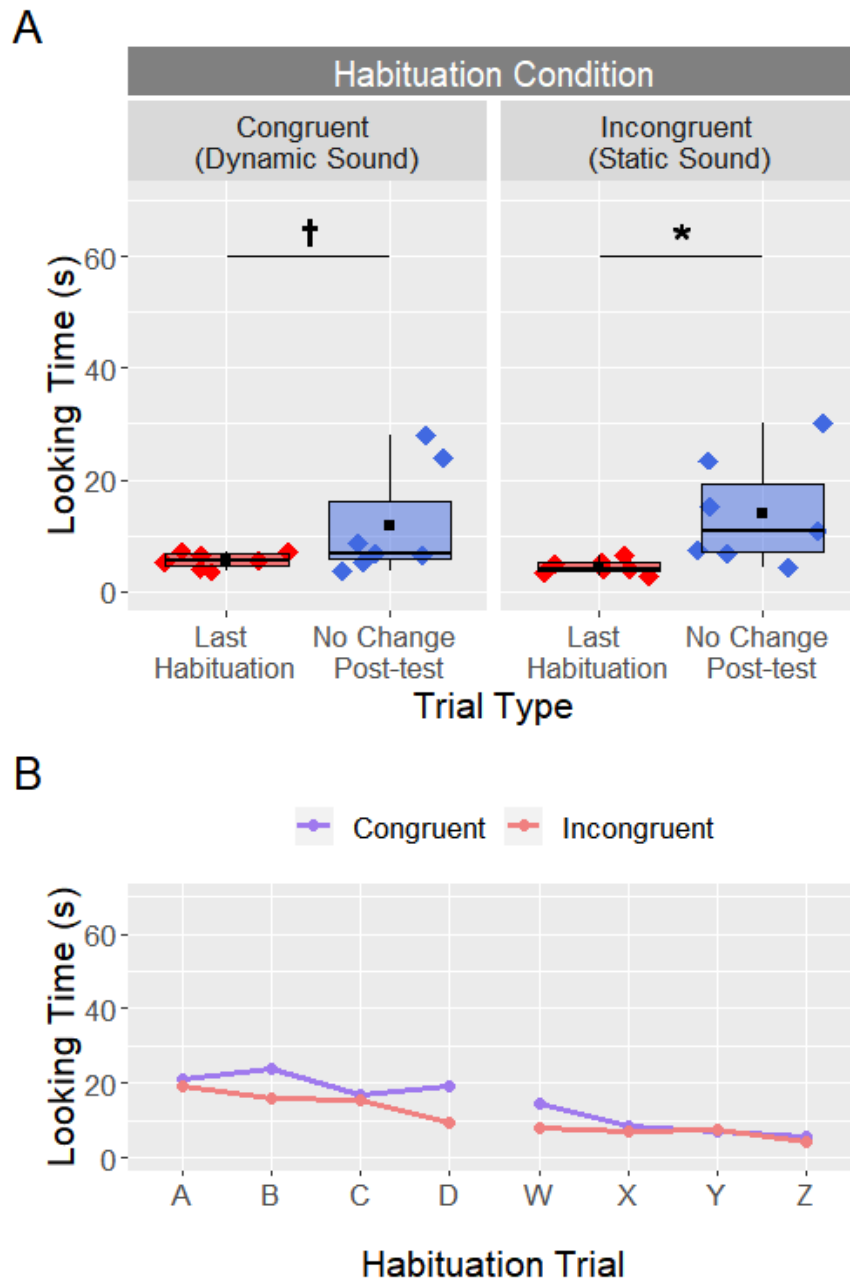 A
Habituation Condition
Congruent
(Dynamic Sound)
Incongruent
(Static Sound)
†
*
Looking Time (s)
60
40
20
0
Last
Habituation
No Change
Post-test
Last
Habituation
No Change
Post-test
Trial Type
B
Congruent
Incongruent
Looking Time (s)
60
40
20
0
A B C D W X Y Z
Habituation Trial